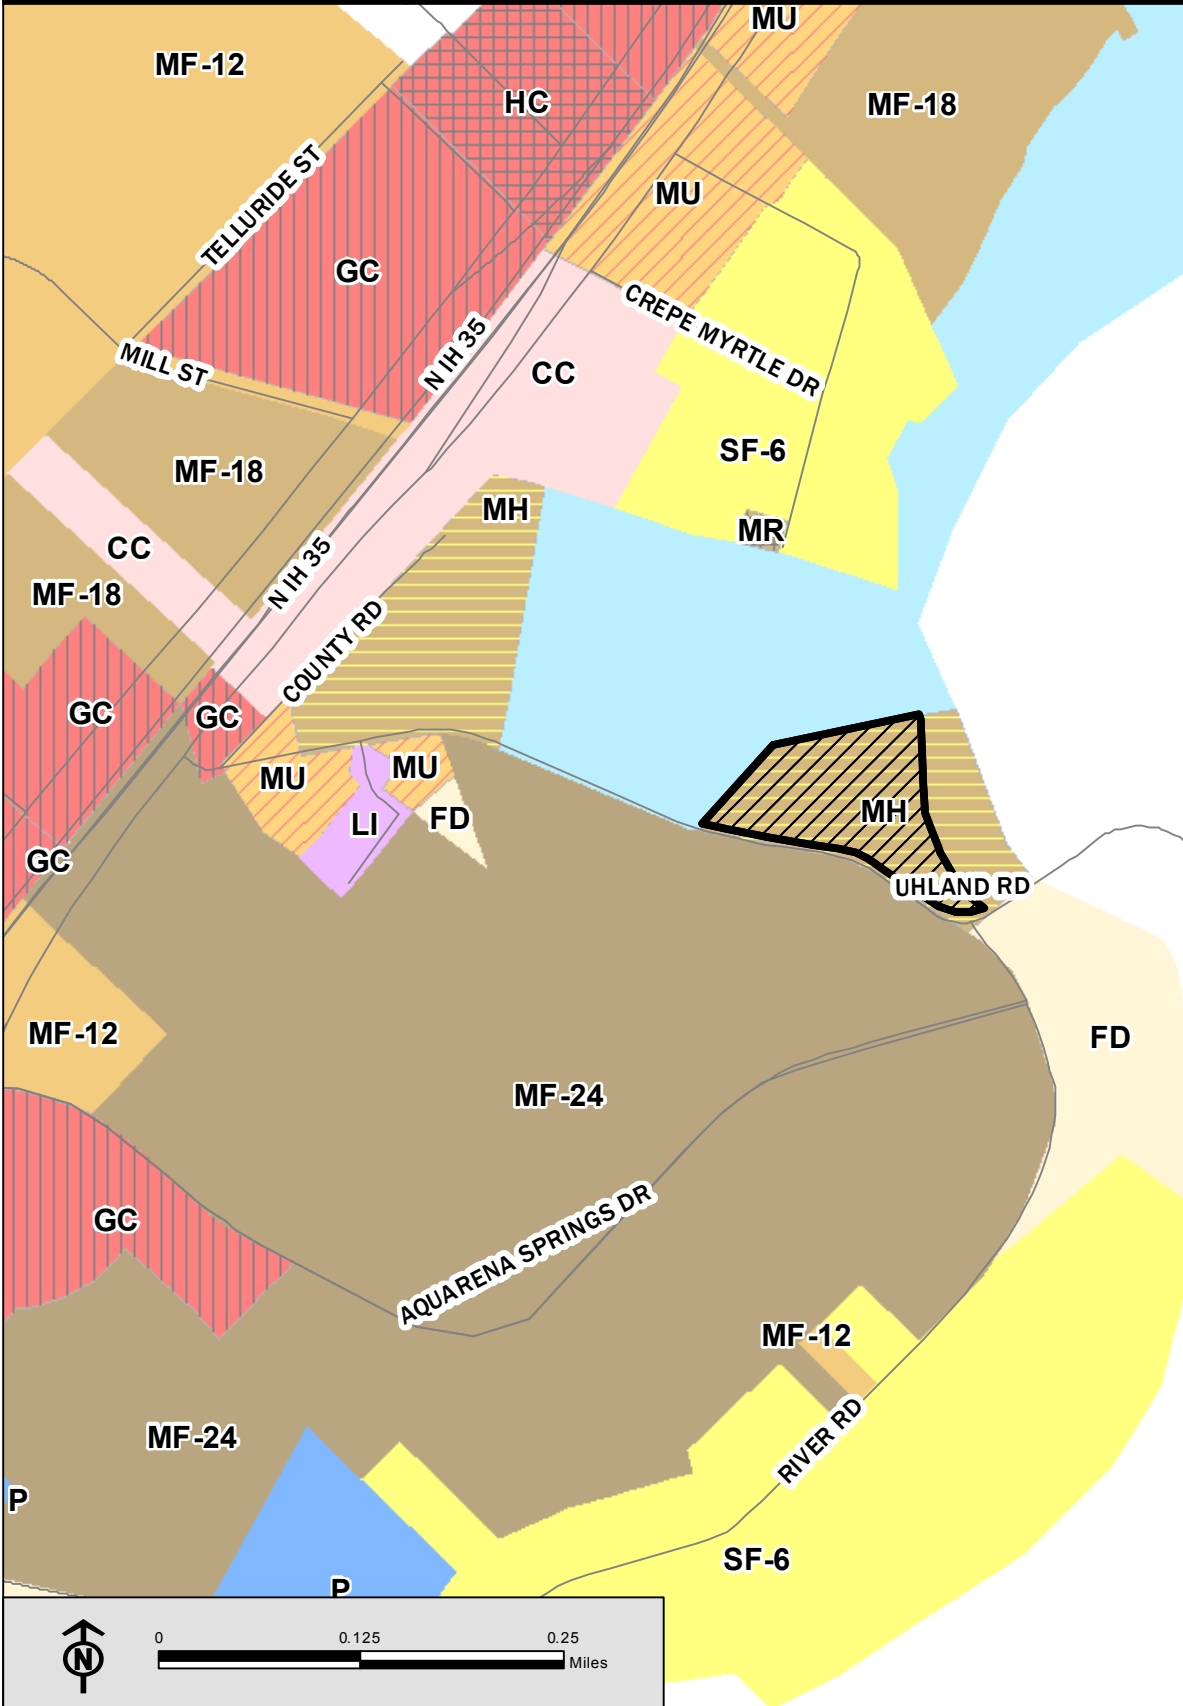 MU
MF-12
HC
MF-18
TELLURIDE ST
MU
GC
CREPE MYRTLE DR
N IH 35
MILL ST
CC
SF-6
MF-18
MH
MR
CC
N IH 35
MF-18
COUNTY RD
GC
GC
MU
MU
MH
LI
FD
GC
UHLAND RD
MF-12
FD
MF-24
GC
AQUARENA SPRINGS DR
MF-12
MF-24
RIVER RD
P
SF-6
P
0 0.125 0.25
Miles
N